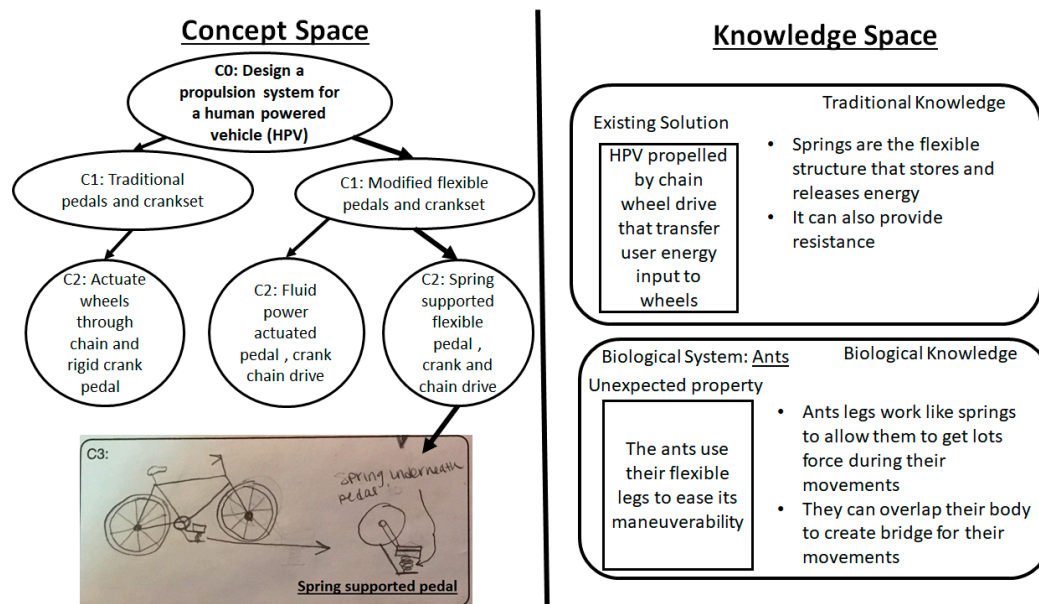 Concept Space
C0: Design a
propulsion system for
a human powered
vehicle (HPV)
C1: Traditional
pedals and crankset
C1: Modified flexible
pedals and crankset
C2: Actuate
wheels
through
chain and
rigid crank
pedal
C2: Fluid
power
actuated
pedal , crank
chain drive
C2: Spring
supported
flexible
pedal ,
crank and
chain drive
C3:
Spring underneath
pedal
Spring supported pedal
Knowledge Space
Traditional Knowledge
Existing Solution
HPV propelled
by chain
wheel drive
that transfer
user energy
input to
wheels
• Springs are the flexible
structure that stores and
releases energy
• It can also provide
resistance
Biological System: Ants
Biological Knowledge
Unexpected property
The ants use
their flexible
legs to ease its
maneuverability
• Ants legs work like springs
to allow them to get lots
force during their
movements
• They can overlap their body
to create bridge for their
movements